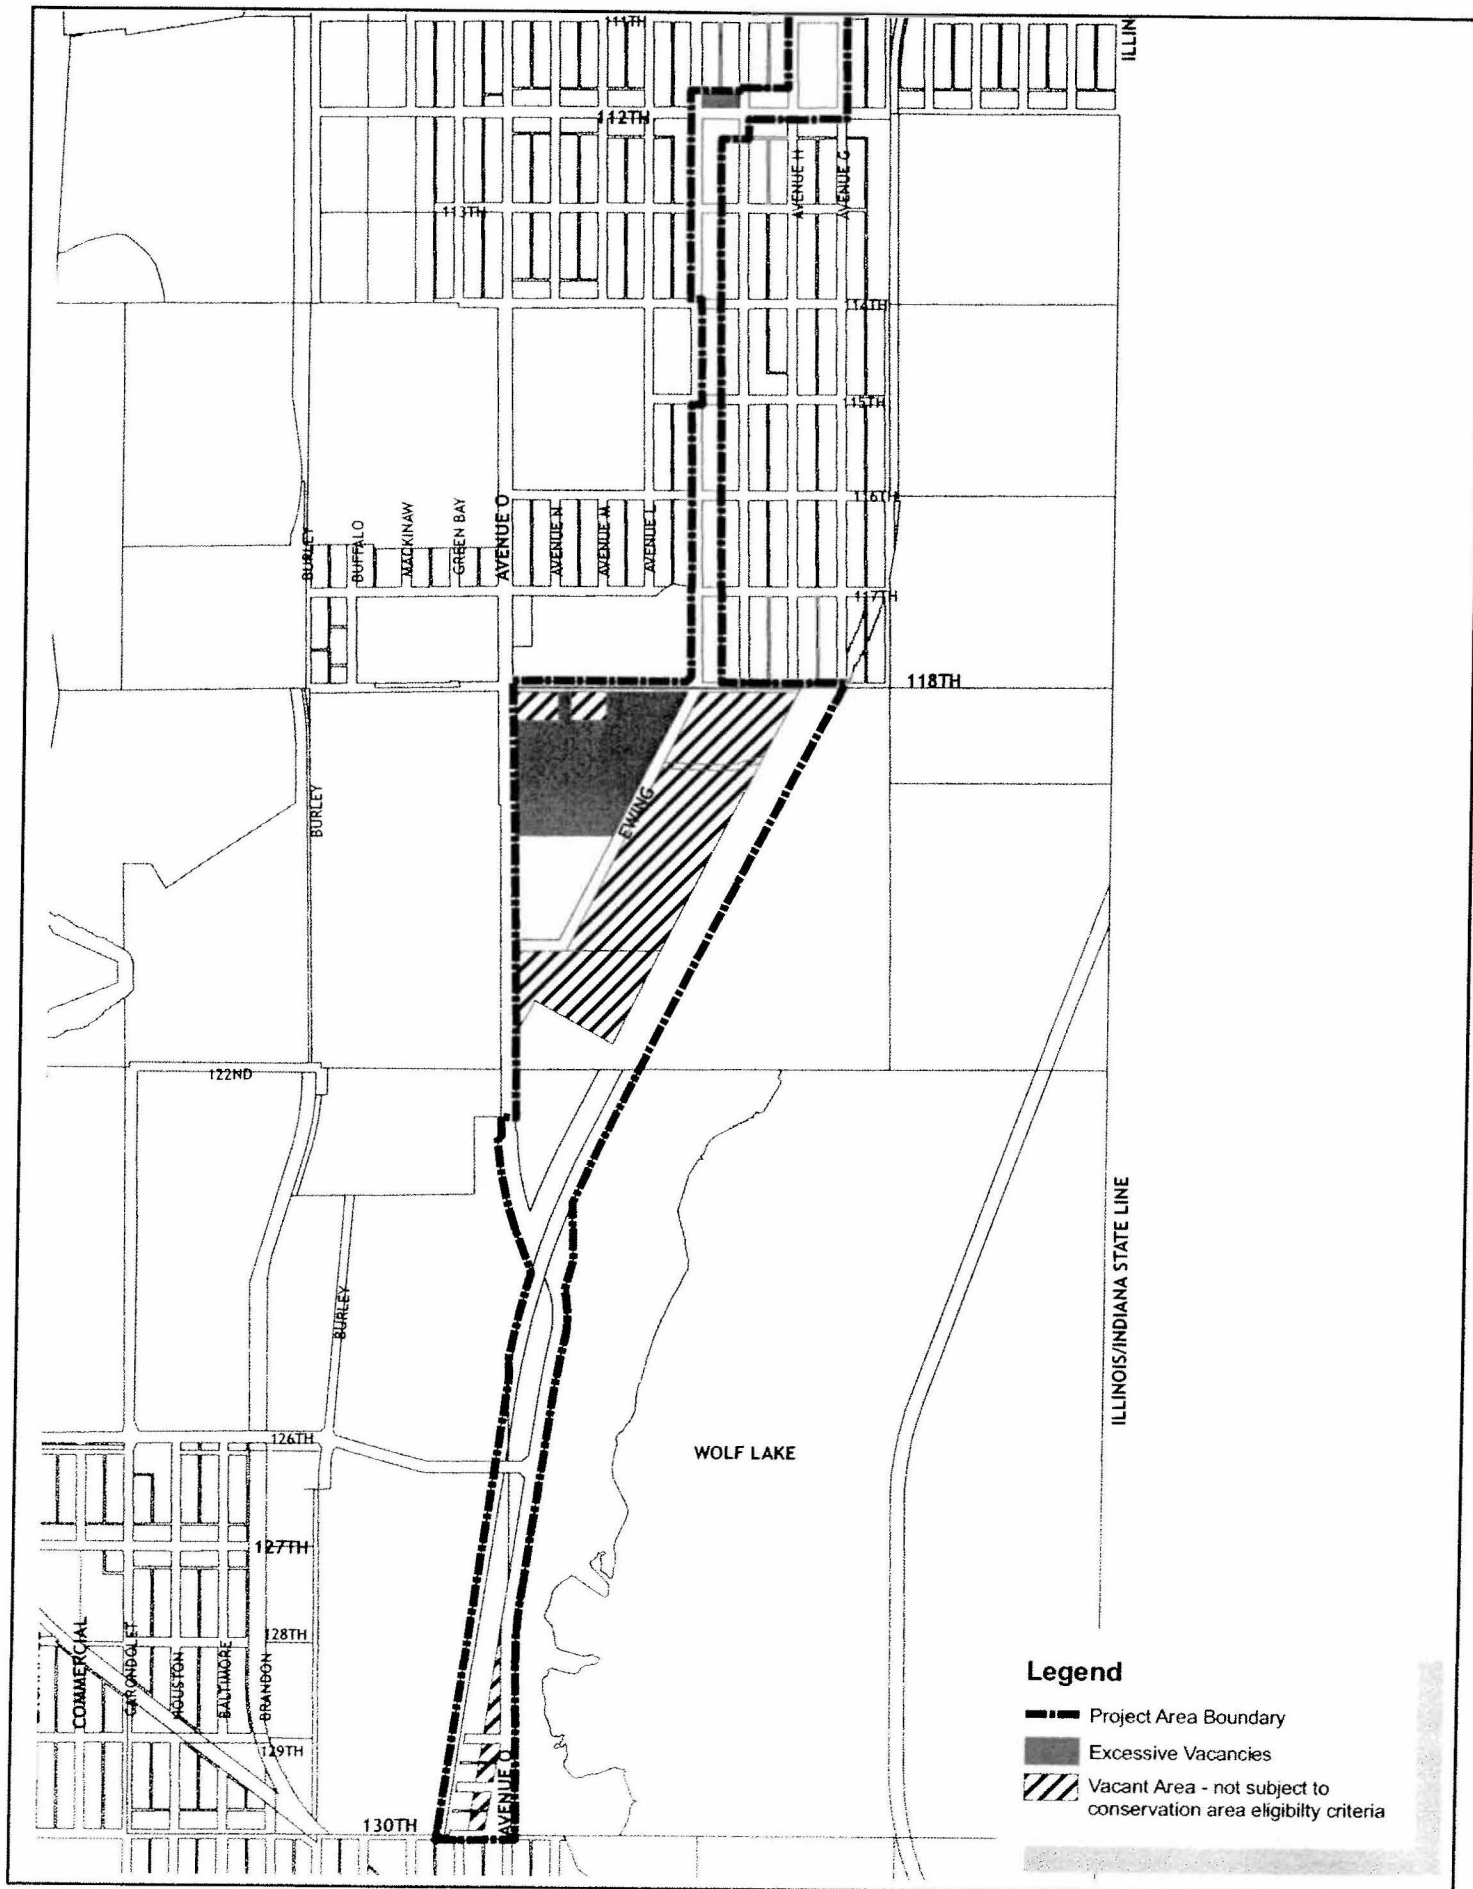 111TH
ILLIN
112TH
AVENUE H
AVENUE G
113TH
114TH
115TH
116TH
BURLEY
BUFFALO
MACKINAW
GREEN BAY
AVENUE O
AVENUE N
AVENUE M
AVENUE L
117TH
118TH
BURLEY
EWING
122ND
BURLEY
ILLINOIS/INDIANA STATE LINE
126TH
WOLF LAKE
127TH
128TH
COMMERCIAL
CARONDOLET
HOUSTON
BALTIMORE
BRANDON
129TH
AVENUE O
130TH
Legend
Project Area Boundary
Excessive Vacancies
Vacant Area - not subject to
conservation area eligibilty criteria